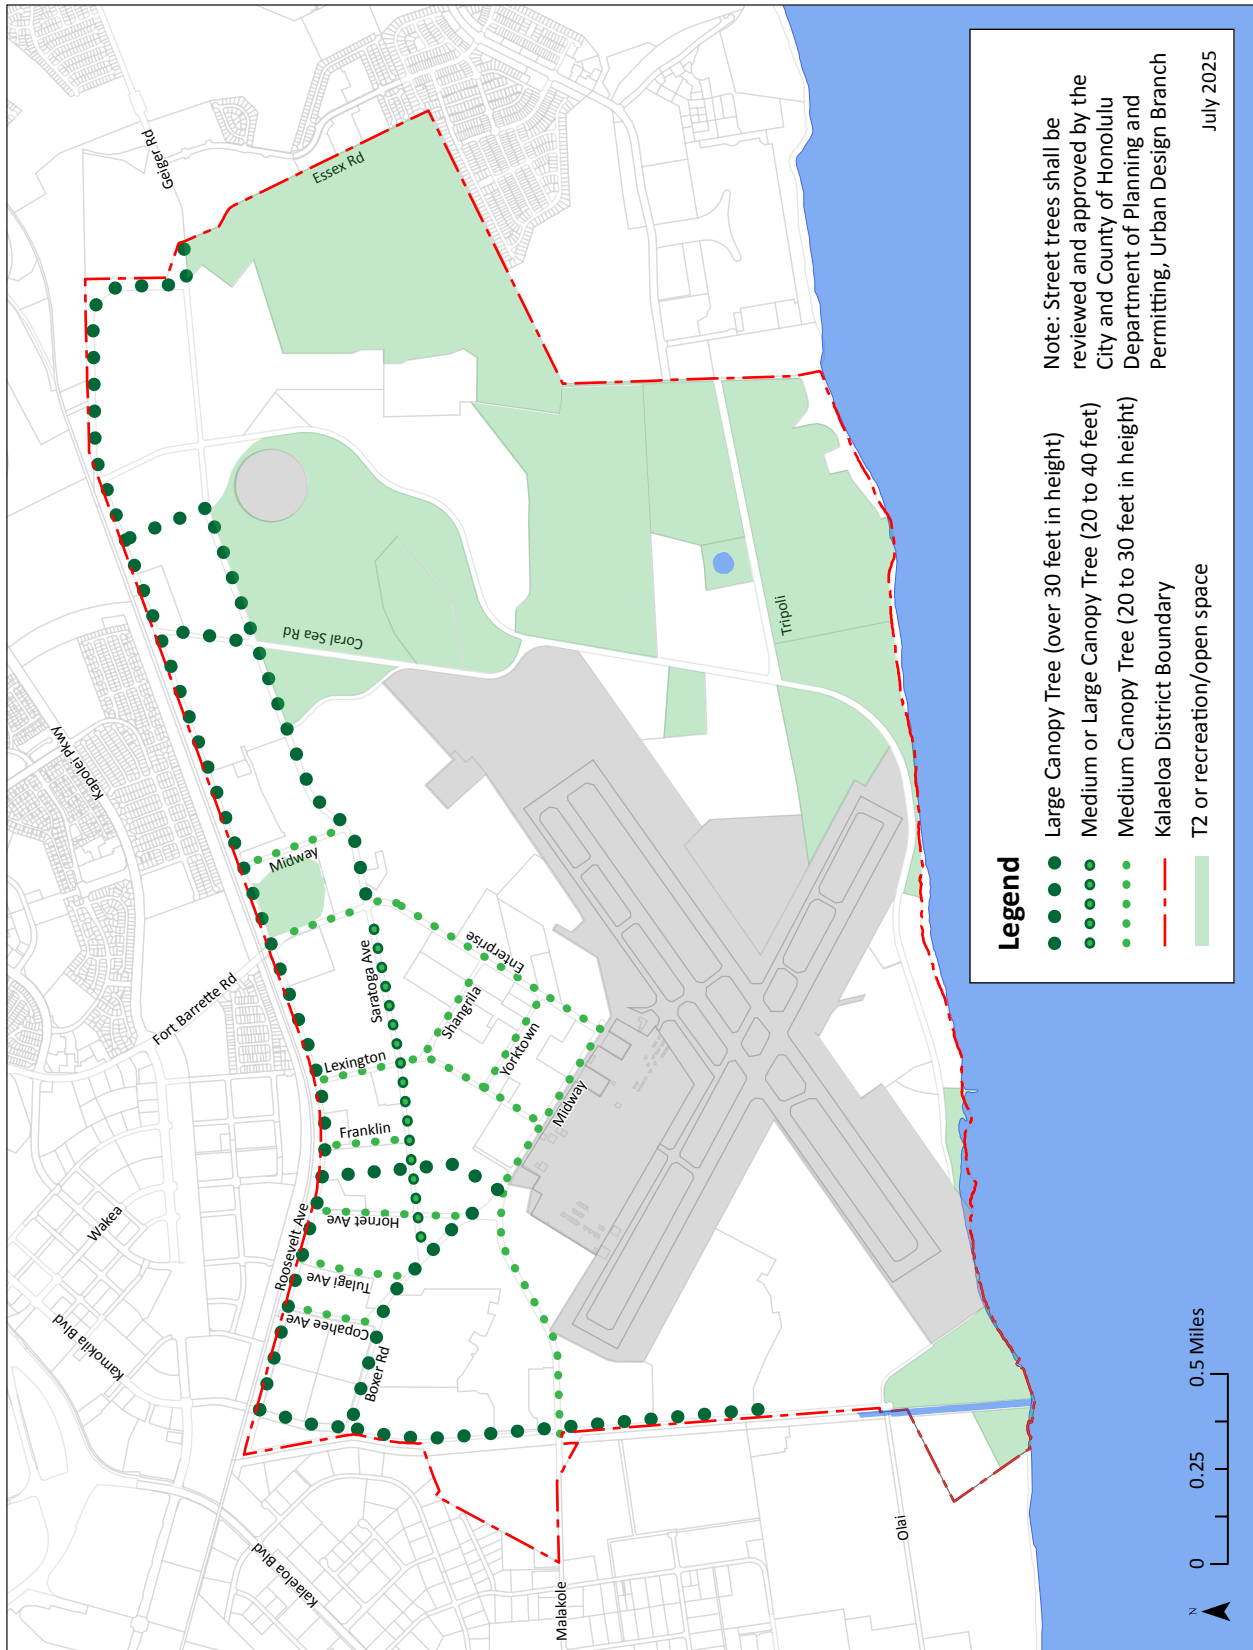 Geiger Rd
Essex Rd
Kapolei Pkwy
Coral Sea Rd
Tripoli
Midway
Fort Barrette Rd
Saratoga Ave
Enterprise
Shangrila
Yorktown
Lexington
Midway
Franklin
Wakea
Roosevelt Ave
Hornet Ave
Tulagi Ave
Copahee Ave
Kamokila Blvd
Boxer Rd
Kalaeloa Blvd
Malakole
Olai
Legend
Large Canopy Tree (over 30 feet in height)
Medium or Large Canopy Tree (20 to 40 feet)
Medium Canopy Tree (20 to 30 feet in height)
Kalaeloa District Boundary
T2 or recreation/open space
Note: Street trees shall be
reviewed and approved by the
City and County of Honolulu
Department of Planning and
Permitting, Urban Design Branch
July 2025
N
0 0.25 0.5 Miles